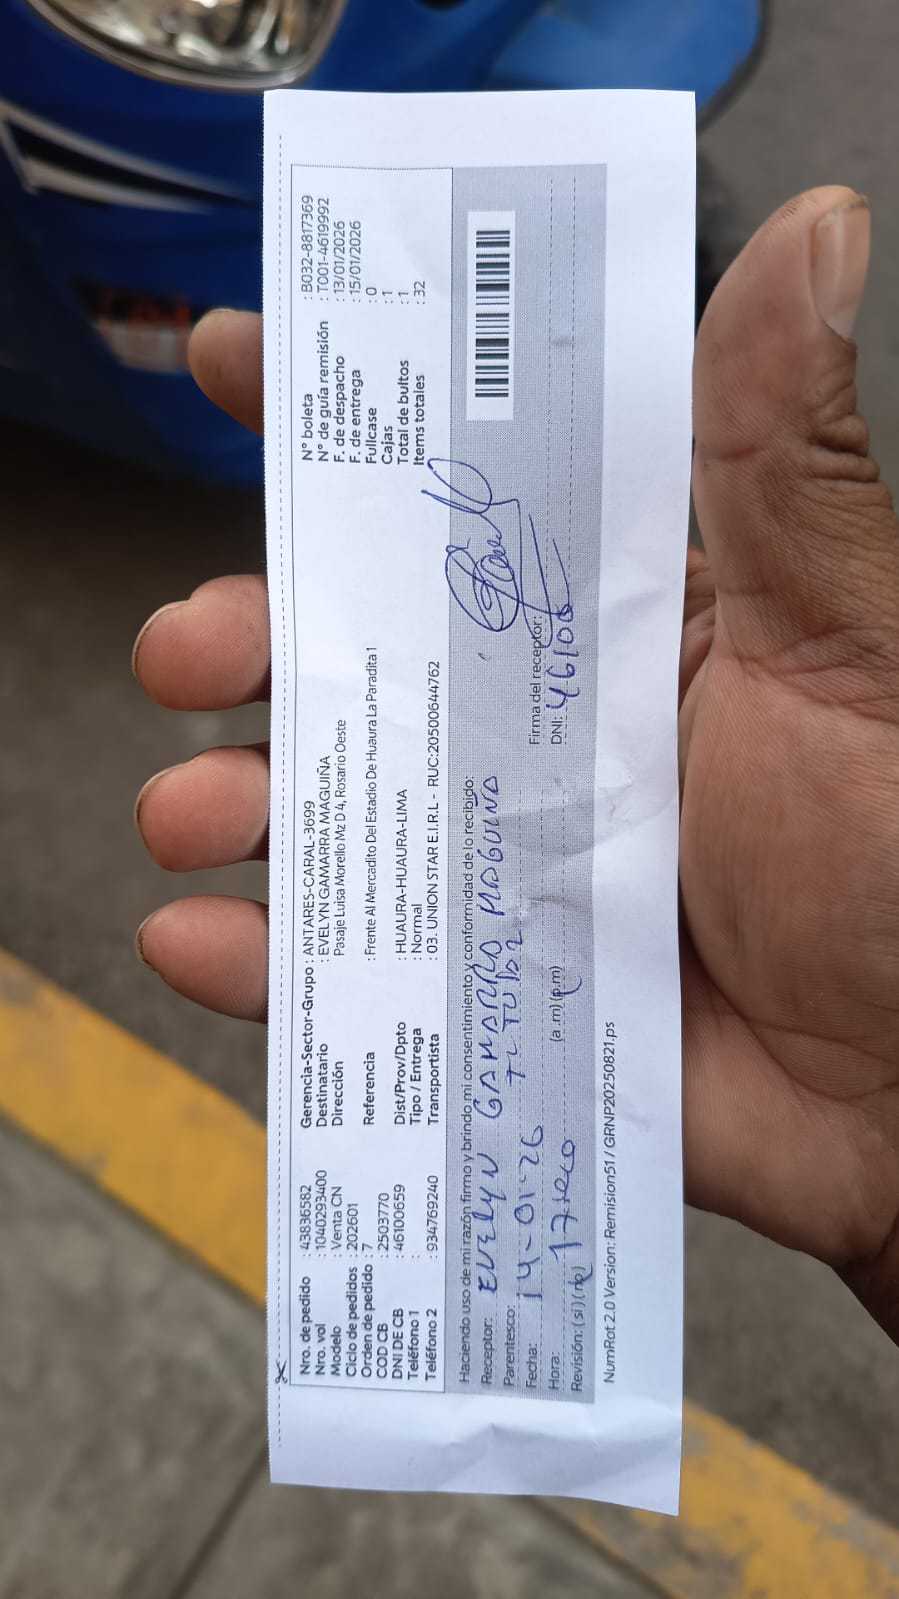 Nro. de pedido : 43836582
Nro. vol : 1040293400
Modelo : Venta CN
Ciclo de pedidos : 202601
Orden de pedido : 7
COD CB : 2503770
DNI DE CB : 46100659
Teléfono 1 :
Teléfono 2 : 934769240
Gerencia-Sector-Grupo : ANTARES-CARAL-3699
Destinatario : EVELYN GAMARRA MAGUIÑA
Dirección Pasaje Luisa Morello Mz D 4, Rosario Oeste
Referencia : Frente Al Mercadito Del Estadio De Huaura La Paradita 1
Dist/Prov/Dpto : HUAURA-HUAURA-LIMA
Tipo / Entrega : Normal
Transportista : 03. UNION STAR E.I.R.L - RUC:20500644762
N° boleta : B032-8817369
N° de guía remisión : T001-4619992
F. de despacho : 13/01/2026
F. de entrega : 15/01/2026
Fullcase : 0
Cajas : 1
Total de bultos : 1
Items totales : 32
Haciendo uso de mi razón firmo y brindo mi consentimiento y conformidad de lo recibido:
Receptor: EVELYN GAMARRA MAGUIÑA
Parentesco: TITULAR
Fecha: 14-01-26
Hora: (a.m) (p.m)
Revisión: (si) (no)
Firma del receptor:
DNI: 46100
NumRot 2.0 Version: Remision51 / GRNP20250821.ps